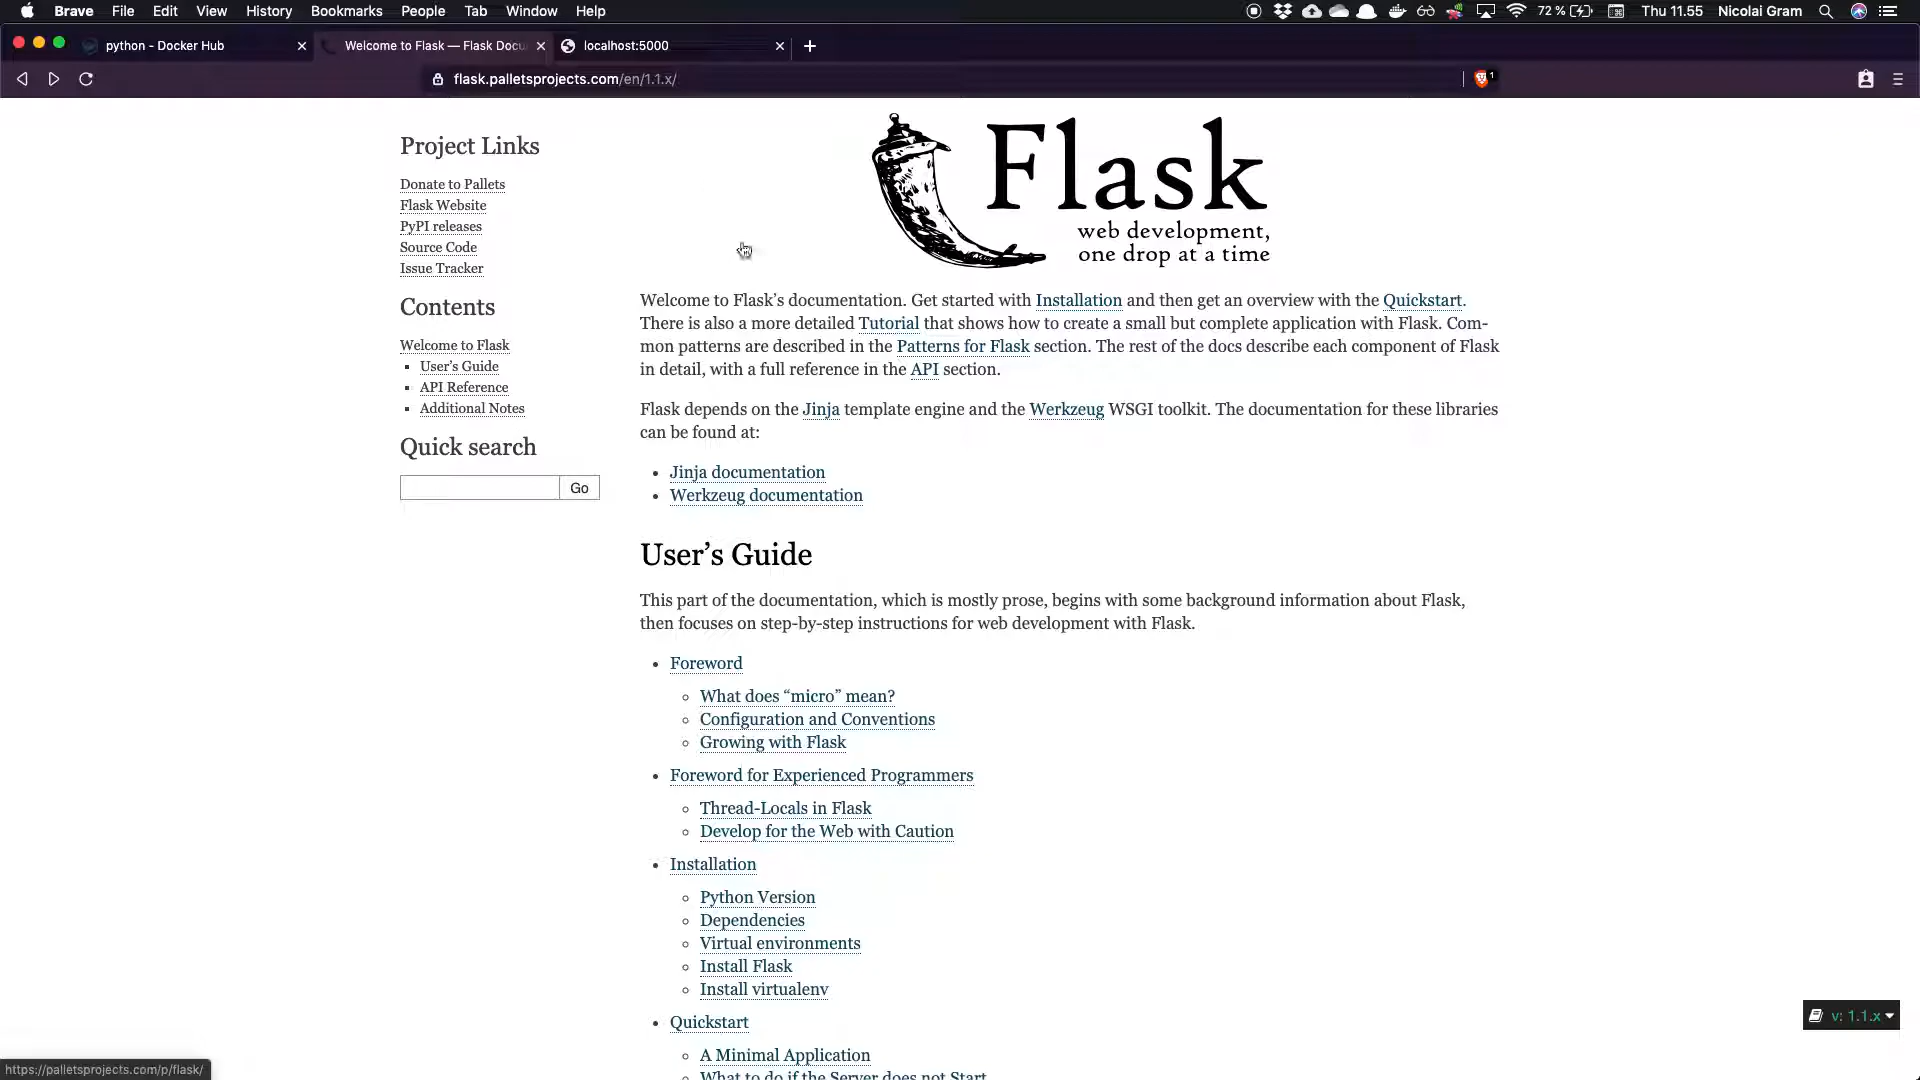 Brave File Edit View History Bookmarks People Tab Window Help 72 % Thu 11.55 Nicolai Gram
python - Docker Hub
Welcome to Flask — Flask Docu
localhost:5000
flask.palletsprojects.com/en/1.1.x/
1
Project Links
Donate to Pallets
Flask Website
PyPI releases
Source Code
Issue Tracker
Contents
Welcome to Flask
User’s Guide
API Reference
Additional Notes
Quick search
Go
Flask
web development,
one drop at a time
Welcome to Flask’s documentation. Get started with Installation and then get an overview with the Quickstart.
There is also a more detailed Tutorial that shows how to create a small but complete application with Flask. Com-
mon patterns are described in the Patterns for Flask section. The rest of the docs describe each component of Flask
in detail, with a full reference in the API section.
Flask depends on the Jinja template engine and the Werkzeug WSGI toolkit. The documentation for these libraries
can be found at:
Jinja documentation
Werkzeug documentation
User’s Guide
This part of the documentation, which is mostly prose, begins with some background information about Flask,
then focuses on step-by-step instructions for web development with Flask.
Foreword
What does “micro” mean?
Configuration and Conventions
Growing with Flask
Foreword for Experienced Programmers
Thread-Locals in Flask
Develop for the Web with Caution
Installation
Python Version
Dependencies
Virtual environments
Install Flask
Install virtualenv
Quickstart
A Minimal Application
What to do if the Server does not Start
v: 1.1.x
https://palletsprojects.com/p/flask/